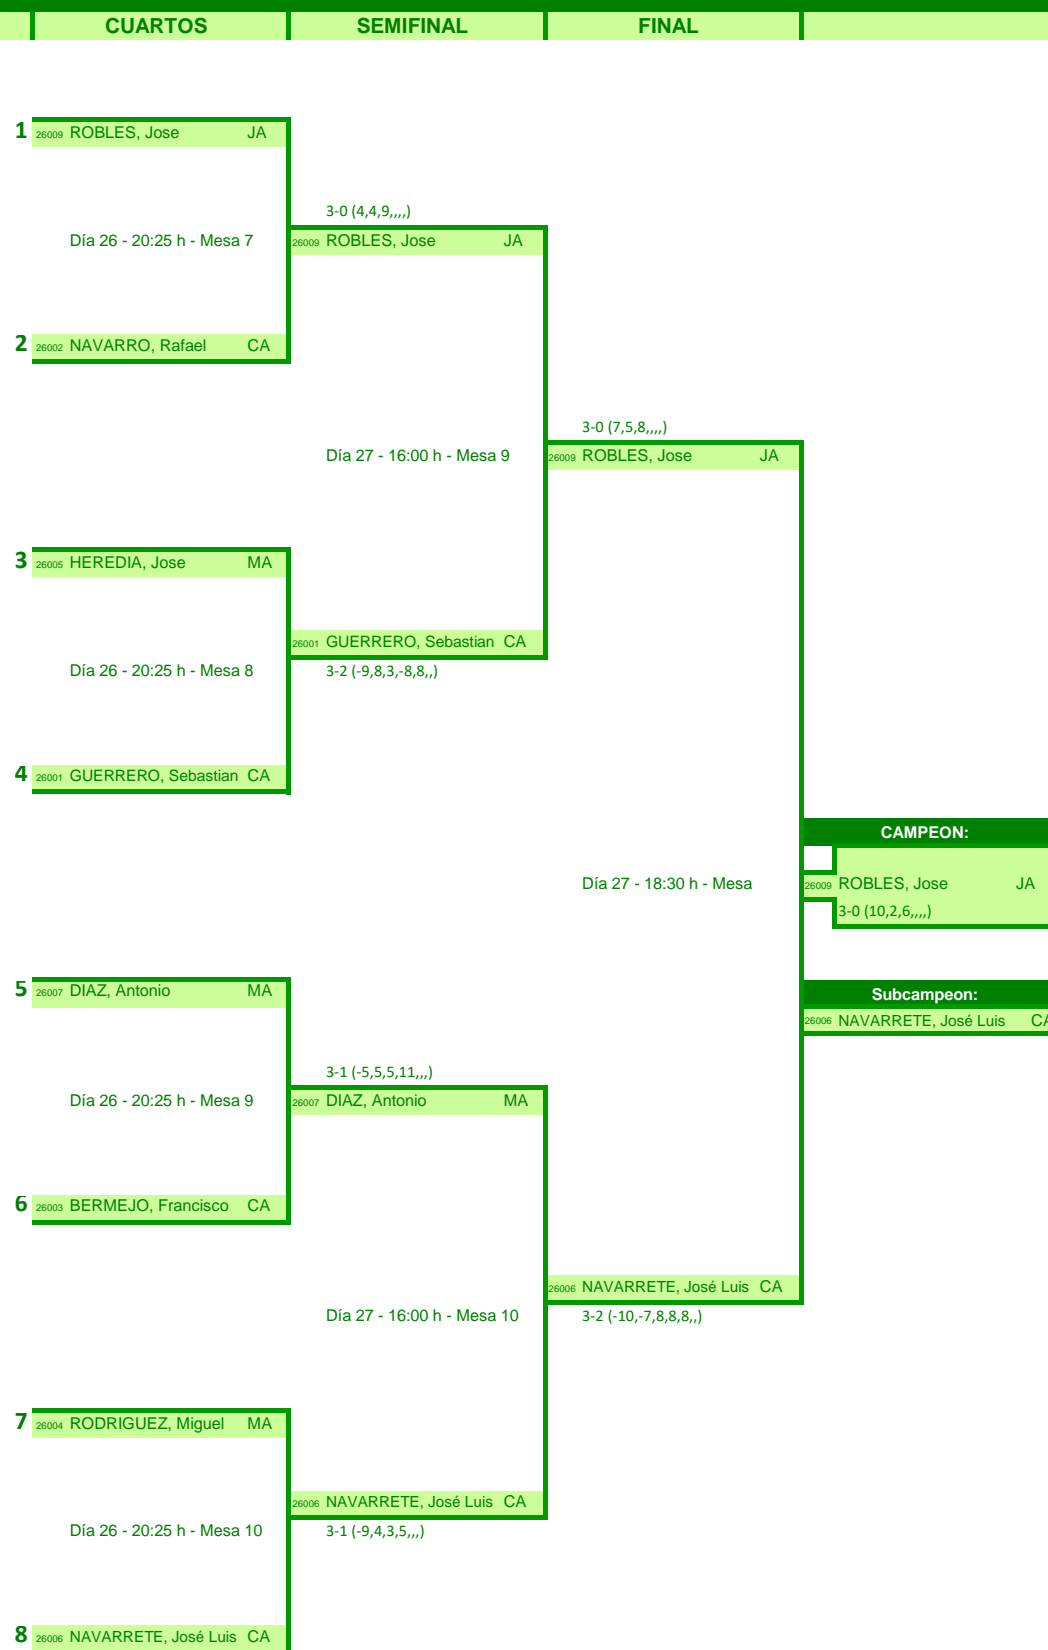 CUARTOS SEMIFINAL FINAL
1 26009 ROBLES, Jose JA
3-0 (4,4,9,,,,)
Día 26 - 20:25 h - Mesa 7 26009 ROBLES, Jose JA
2 26002 NAVARRO, Rafael CA
3-0 (7,5,8,,,,)
Día 27 - 16:00 h - Mesa 9 26009 ROBLES, Jose JA
3 26005 HEREDIA, Jose MA
26001 GUERRERO, Sebastian CA
Día 26 - 20:25 h - Mesa 8 3-2 (-9,8,3,-8,8,,)
4 26001 GUERRERO, Sebastian CA
CAMPEON:
Día 27 - 18:30 h - Mesa 26009 ROBLES, Jose JA
3-0 (10,2,6,,,,)
5 26007 DIAZ, Antonio MA
Subcampeon:
26006 NAVARRETE, José Luis CA
3-1 (-5,5,5,11,,,)
Día 26 - 20:25 h - Mesa 9 26007 DIAZ, Antonio MA
6 26003 BERMEJO, Francisco CA
26006 NAVARRETE, José Luis CA
Día 27 - 16:00 h - Mesa 10 3-2 (-10,-7,8,8,8,,)
7 26004 RODRIGUEZ, Miguel MA
26006 NAVARRETE, José Luis CA
Día 26 - 20:25 h - Mesa 10 3-1 (-9,4,3,5,,,)
8 26006 NAVARRETE, José Luis CA